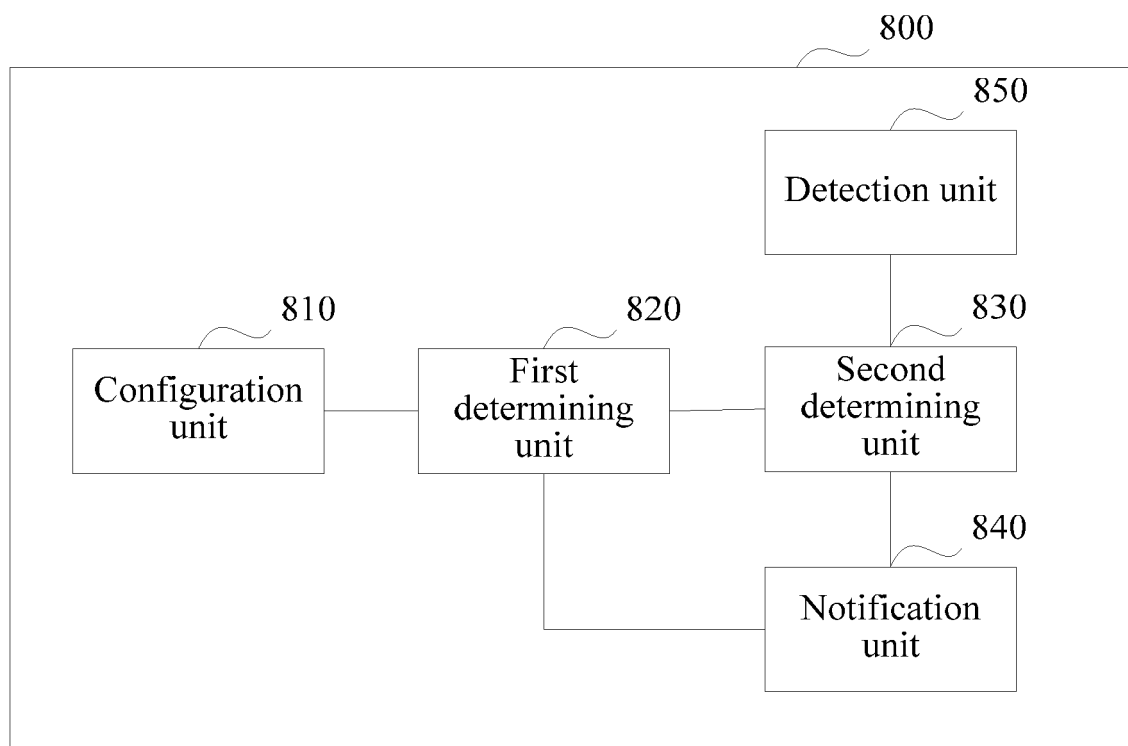 800
850
Detection unit
810
820
830
Configuration
unit
First
determining
unit
Second
determining
unit
840
Notification
unit